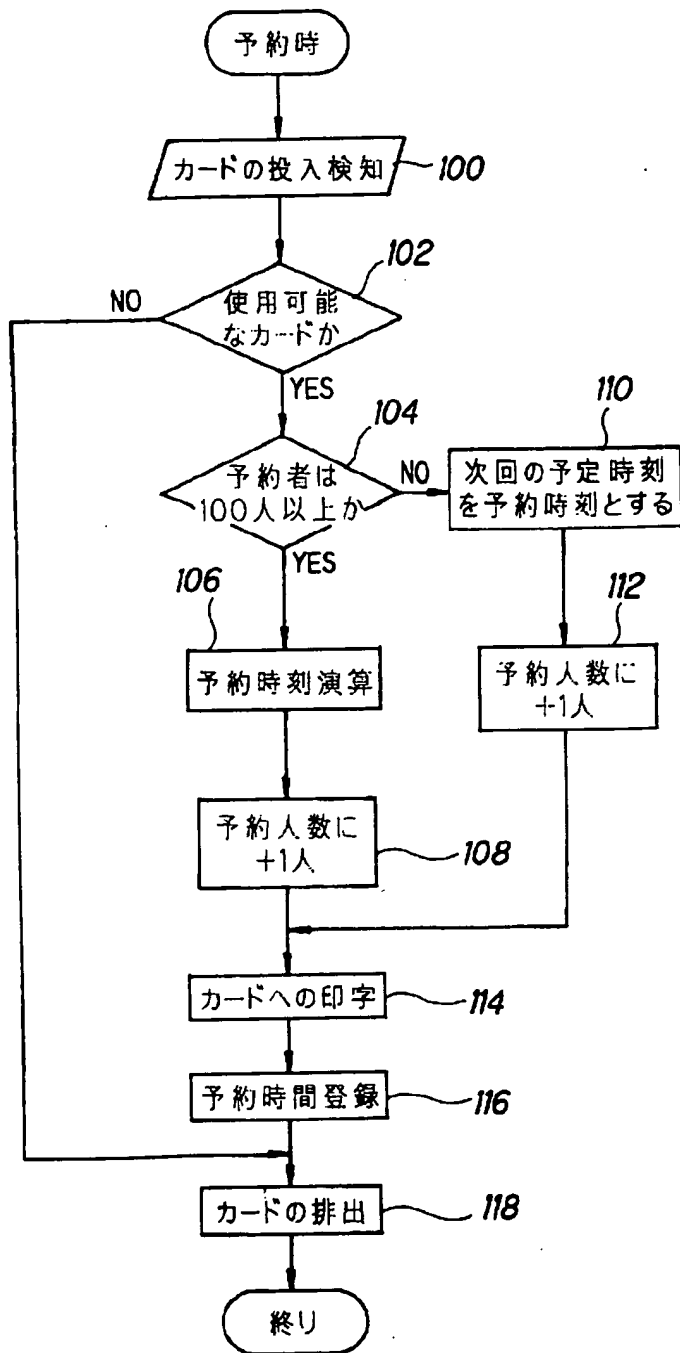 予約時
カードの投入検知
100
102
NO
使用可能
なカードか
YES
104
110
予約者は
100人以上か
NO
次回の予定時刻
を予約時刻とする
YES
106
112
予約時刻演算
予約人数に
+1人
予約人数に
+1人
108
カードへの印字
114
予約時間登録
116
カードの排出
118
終り